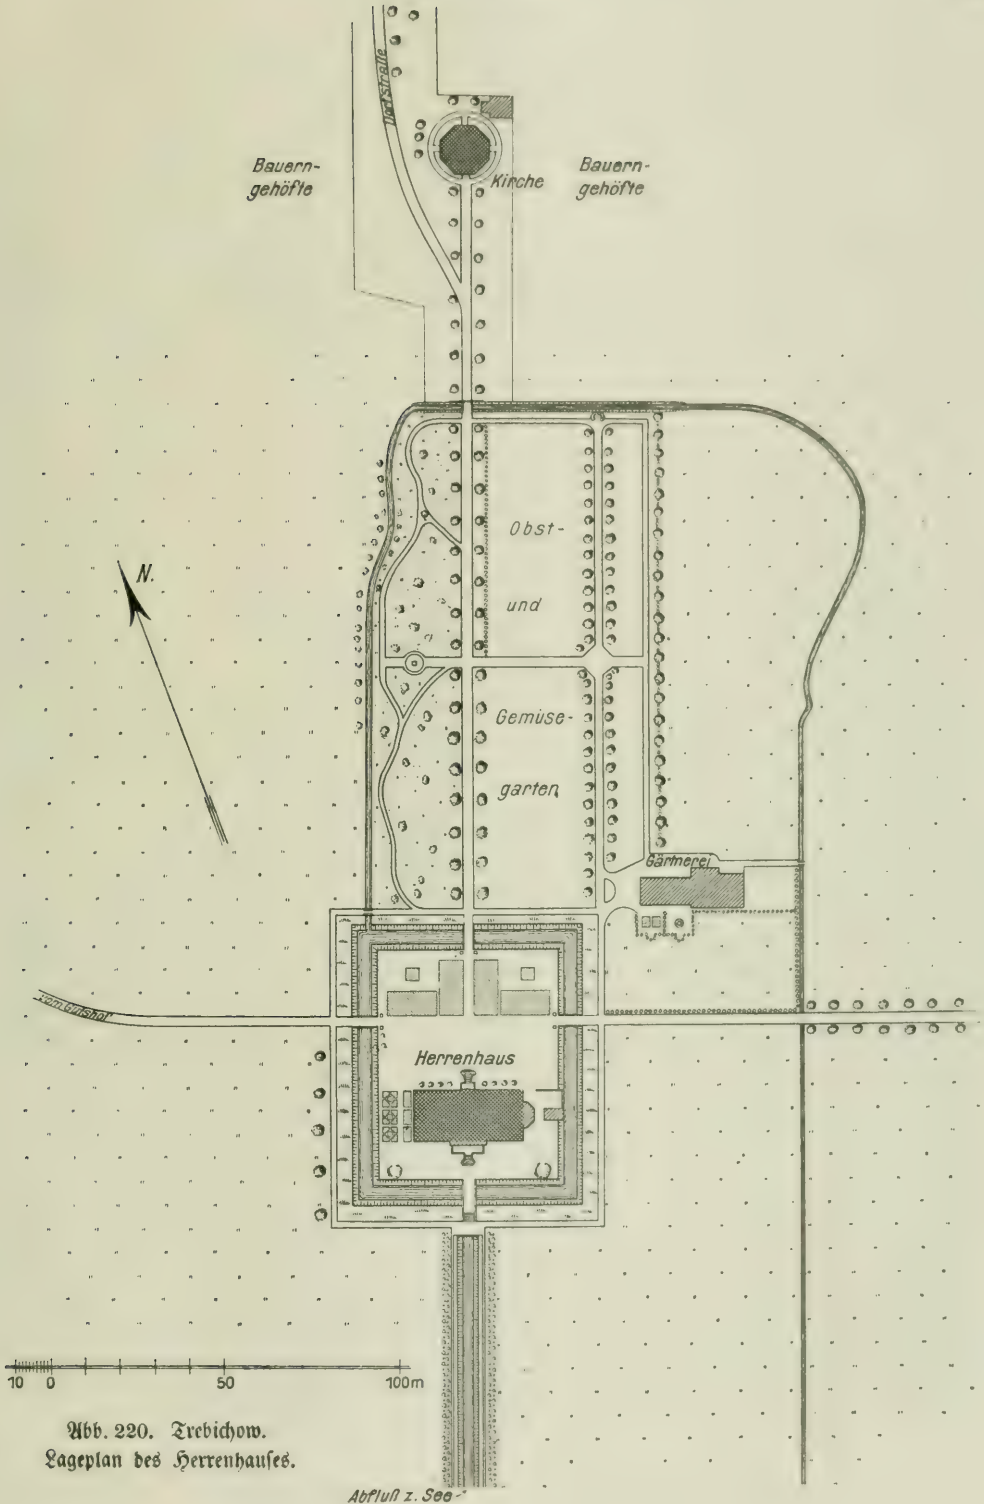 Dorfstraße
Bauern-
gehöfte
Kirche
Bauern-
gehöfte
N.
Obst-
und
Gemüse-
garten
Gärtnerei
vom Gutshof
Herrenhaus
10 0 50 100m
Abb. 220. Trebichow.
Lageplan des Herrenhauses.
Abfluß z. See